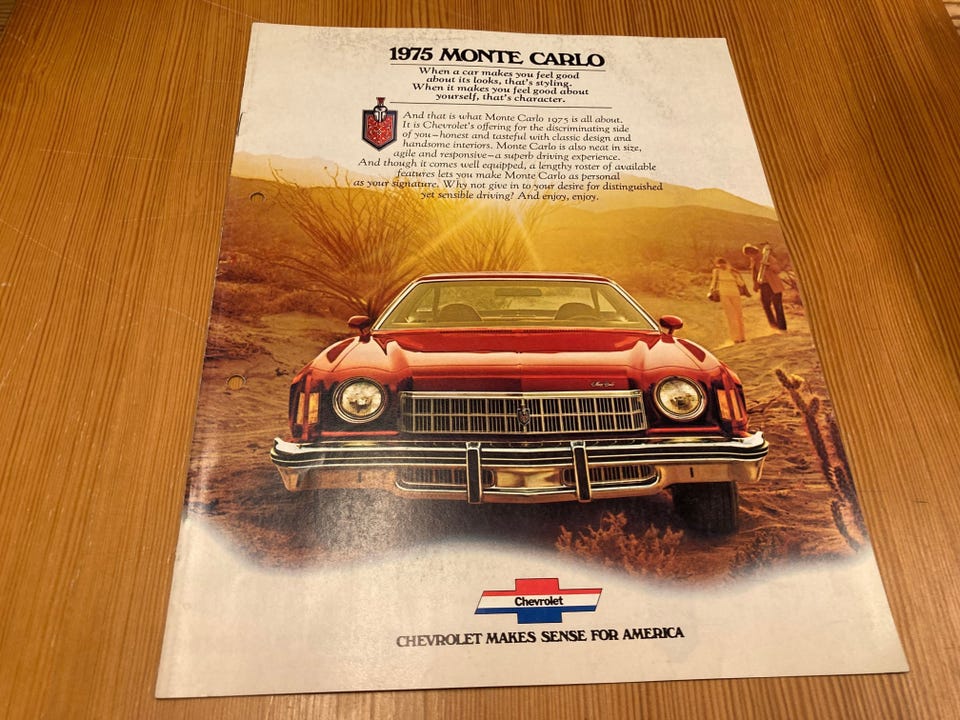 1975 MONTE CARLO
When a car makes you feel good
about its looks, that's styling.
When it makes you feel good about
yourself, that's character.
And that is what Monte Carlo 1975 is all about.
It is Chevrolet's offering for the discriminating side
of you—honest and tasteful with classic design and
handsome interiors. Monte Carlo is also neat in size,
agile and responsive—a superb driving experience.
And though it comes well equipped, a lengthy roster of available
features lets you make Monte Carlo as personal
as your signature. Why not give in to your desire for distinguished
yet sensible driving? And enjoy, enjoy.
Monte Carlo
Chevrolet
CHEVROLET MAKES SENSE FOR AMERICA